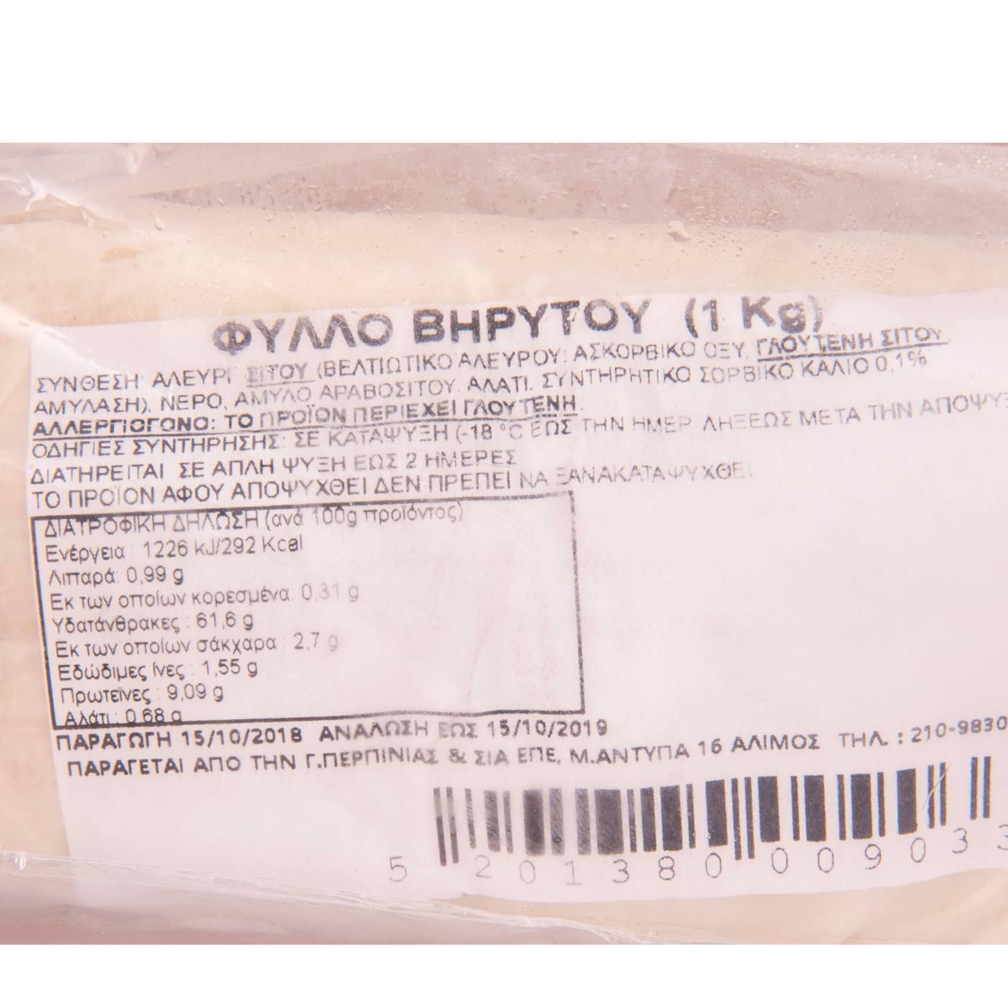 ΦΥΛΛΟ ΒΗΡΥΤΟΥ (1 Kg)
ΣΥΝΘΕΣΗ: ΑΛΕΥΡΙ ΣΙΤΟΥ (ΒΕΛΤΙΩΤΙΚΟ ΑΛΕΥΡΟΥ: ΑΣΚΟΡΒΙΚΟ ΟΞΥ, ΓΛΟΥΤΕΝΗ ΣΙΤΟΥ,
ΑΜΥΛΑΣΗ), ΝΕΡΟ, ΑΜΥΛΟ ΑΡΑΒΟΣΙΤΟΥ, ΑΛΑΤΙ, ΣΥΝΤΗΡΗΤΙΚΟ ΣΟΡΒΙΚΟ ΚΑΛΙΟ 0,1%
ΑΛΛΕΡΓΙΟΓΟΝΟ: ΤΟ ΠΡΟΪΟΝ ΠΕΡΙΕΧΕΙ ΓΛΟΥΤΕΝΗ
ΟΔΗΓΙΕΣ ΣΥΝΤΗΡΗΣΗΣ: ΣΕ ΚΑΤΑΨΥΞΗ (-18 °C ΕΩΣ ΤΗΝ ΗΜΕΡ. ΛΗΞΕΩΣ ΜΕΤΑ ΤΗΝ ΑΠΟΨΥΞ
ΔΙΑΤΗΡΕΙΤΑΙ ΣΕ ΑΠΛΗ ΨΥΞΗ ΕΩΣ 2 ΗΜΕΡΕΣ
ΤΟ ΠΡΟΪΟΝ ΑΦΟΥ ΑΠΟΨΥΧΘΕΙ ΔΕΝ ΠΡΕΠΕΙ ΝΑ ΞΑΝΑΚΑΤΑΨΥΧΘΕΙ
ΔΙΑΤΡΟΦΙΚΗ ΔΗΛΩΣΗ (ανά 100g προϊόντος)
Ενέργεια : 1226 kJ/292 Kcal
Λιπαρά: 0,99 g
Εκ των οποίων κορεσμένα: 0,31 g
Υδατάνθρακες : 61,6 g
Εκ των οποίων σάκχαρα : 2,7 g
Εδώδιμες Ινες : 1,55 g
Πρωτεϊνες : 9,09 g
Αλάτι : 0,68 g
ΠΑΡΑΓΩΓΗ 15/10/2018 ΑΝΑΛΩΣΗ ΕΩΣ 15/10/2019
ΠΑΡΑΓΕΤΑΙ ΑΠΟ ΤΗΝ Γ.ΠΕΡΠΙΝΙΑΣ & ΣΙΑ ΕΠΕ, Μ.ΑΝΤΥΠΑ 16 ΑΛΙΜΟΣ ΤΗΛ. : 210-9830
5 201380 009033